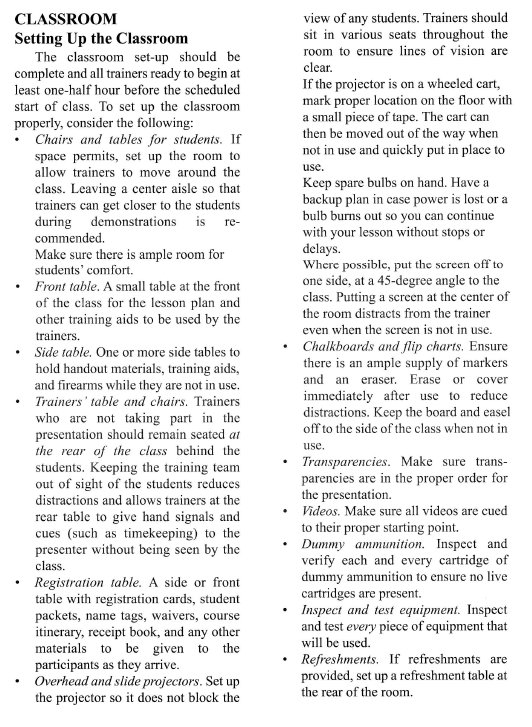 CLASSROOM
Setting Up the Classroom
The classroom set-up should be
complete and all trainers ready to begin at
least one-half hour before the scheduled
start of class. To set up the classroom
properly, consider the following:
• Chairs and tables for students. If
space permits, set up the room to
allow trainers to move around the
class. Leaving a center aisle so that
trainers can get closer to the students
during demonstrations is re-
commended.
Make sure there is ample room for
students' comfort.
• Front table. A small table at the front
of the class for the lesson plan and
other training aids to be used by the
trainers.
• Side table. One or more side tables to
hold handout materials, training aids,
and firearms while they are not in use.
• Trainers' table and chairs. Trainers
who are not taking part in the
presentation should remain seated at
the rear of the class behind the
students. Keeping the training team
out of sight of the students reduces
distractions and allows trainers at the
rear table to give hand signals and
cues (such as timekeeping) to the
presenter without being seen by the
class.
• Registration table. A side or front
table with registration cards, student
packets, name tags, waivers, course
itinerary, receipt book, and any other
materials to be given to the
participants as they arrive.
• Overhead and slide projectors. Set up
the projector so it does not block the
view of any students. Trainers should
sit in various seats throughout the
room to ensure lines of vision are
clear.
If the projector is on a wheeled cart,
mark proper location on the floor with
a small piece of tape. The cart can
then be moved out of the way when
not in use and quickly put in place to
use.
Keep spare bulbs on hand. Have a
backup plan in case power is lost or a
bulb burns out so you can continue
with your lesson without stops or
delays.
Where possible, put the screen off to
one side, at a 45-degree angle to the
class. Putting a screen at the center of
the room distracts from the trainer
even when the screen is not in use.
• Chalkboards and flip charts. Ensure
there is an ample supply of markers
and an eraser. Erase or cover
immediately after use to reduce
distractions. Keep the board and easel
off to the side of the class when not in
use.
• Transparencies. Make sure trans-
parencies are in the proper order for
the presentation.
• Videos. Make sure all videos are cued
to their proper starting point.
• Dummy ammunition. Inspect and
verify each and every cartridge of
dummy ammunition to ensure no live
cartridges are present.
• Inspect and test equipment. Inspect
and test every piece of equipment that
will be used.
• Refreshments. If refreshments are
provided, set up a refreshment table at
the rear of the room.